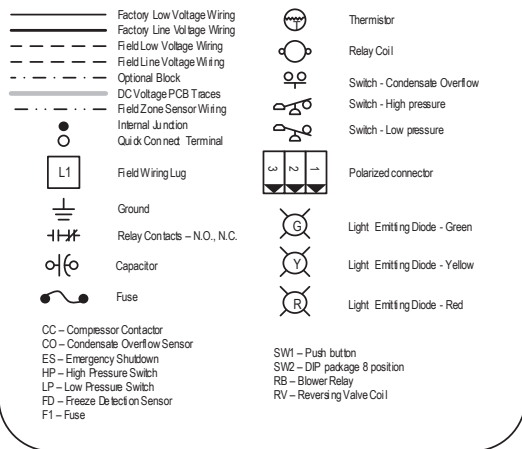 Factory Low Voltage Wiring
Factory Line Voltage Wiring
Field Low Voltage Wiring
Field Line Voltage Wiring
Optional Block
DC Voltage PCB Traces
Field Zone Sensor Wiring
Internal Junction
Quick Connect Terminal
L1 Field Wiring Lug
Ground
Relay Contacts – N.O., N.C.
Capacitor
Fuse
T Thermistor
Relay Coil
Switch - Condensate Overflow
Switch - High pressure
Switch - Low pressure
3 2 1 Polarized connector
G Light Emitting Diode - Green
Y Light Emitting Diode - Yellow
R Light Emitting Diode - Red
CC – Compressor Contactor
CO – Condensate Overflow Sensor
ES – Emergency Shutdown
HP – High Pressure Switch
LP – Low Pressure Switch
FD – Freeze Detection Sensor
F1 – Fuse
SW1 – Push button
SW2 – DIP package 8 position
RB – Blower Relay
RV – Reversing Valve Coil